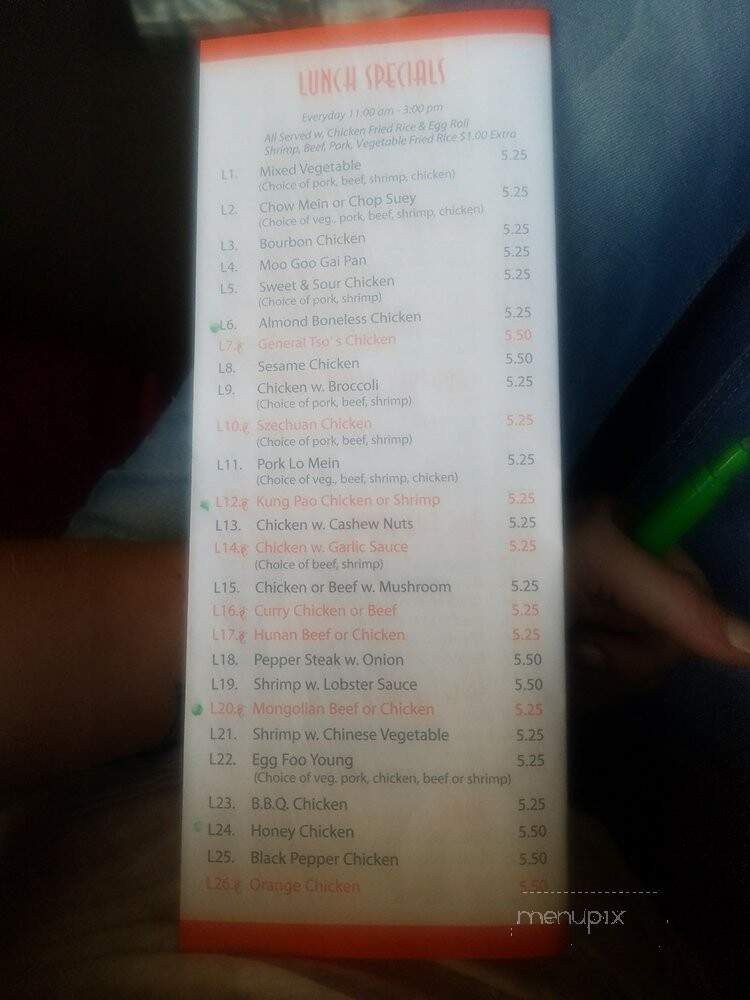 LUNCH SPECIALS
Everyday 11:00 am - 3:00 pm
All Served w. Chicken Fried Rice & Egg Roll
Shrimp, Beef, Pork, Vegetable Fried Rice $1.00 Extra
L1. Mixed Vegetable 5.25
(Choice of pork, beef, shrimp, chicken)
L2. Chow Mein or Chop Suey 5.25
(Choice of veg., pork, beef, shrimp, chicken)
L3. Bourbon Chicken 5.25
L4. Moo Goo Gai Pan 5.25
L5. Sweet & Sour Chicken 5.25
(Choice of pork, shrimp)
L6. Almond Boneless Chicken 5.25
L7. General Tso's Chicken 5.50
L8. Sesame Chicken 5.50
L9. Chicken w. Broccoli 5.25
(Choice of pork, beef, shrimp)
L10. Szechuan Chicken 5.25
(Choice of pork, beef, shrimp)
L11. Pork Lo Mein 5.25
(Choice of veg., beef, shrimp, chicken)
L12. Kung Pao Chicken or Shrimp 5.25
L13. Chicken w. Cashew Nuts 5.25
L14. Chicken w. Garlic Sauce 5.25
(Choice of beef, shrimp)
L15. Chicken or Beef w. Mushroom 5.25
L16. Curry Chicken or Beef 5.25
L17. Hunan Beef or Chicken 5.25
L18. Pepper Steak w. Onion 5.50
L19. Shrimp w. Lobster Sauce 5.50
L20. Mongolian Beef or Chicken 5.25
L21. Shrimp w. Chinese Vegetable 5.25
L22. Egg Foo Young 5.25
(Choice of veg. pork, chicken, beef or shrimp)
L23. B.B.Q. Chicken 5.25
L24. Honey Chicken 5.50
L25. Black Pepper Chicken 5.50
L26. Orange Chicken 5.50
menupix